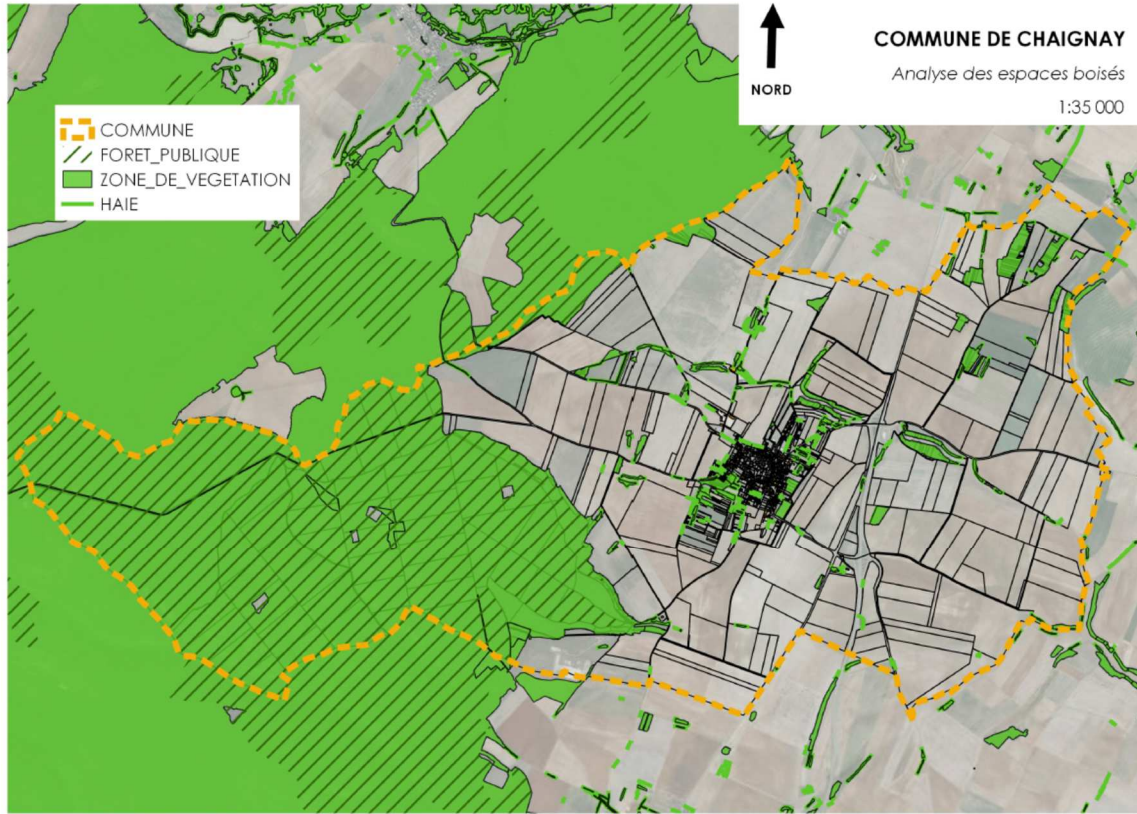 COMMUNE DE CHAIGNAY
Analyse des espaces boisés
1:35 000
NORD
COMMUNE
FORET_PUBLIQUE
ZONE_DE_VEGETATION
HAIE